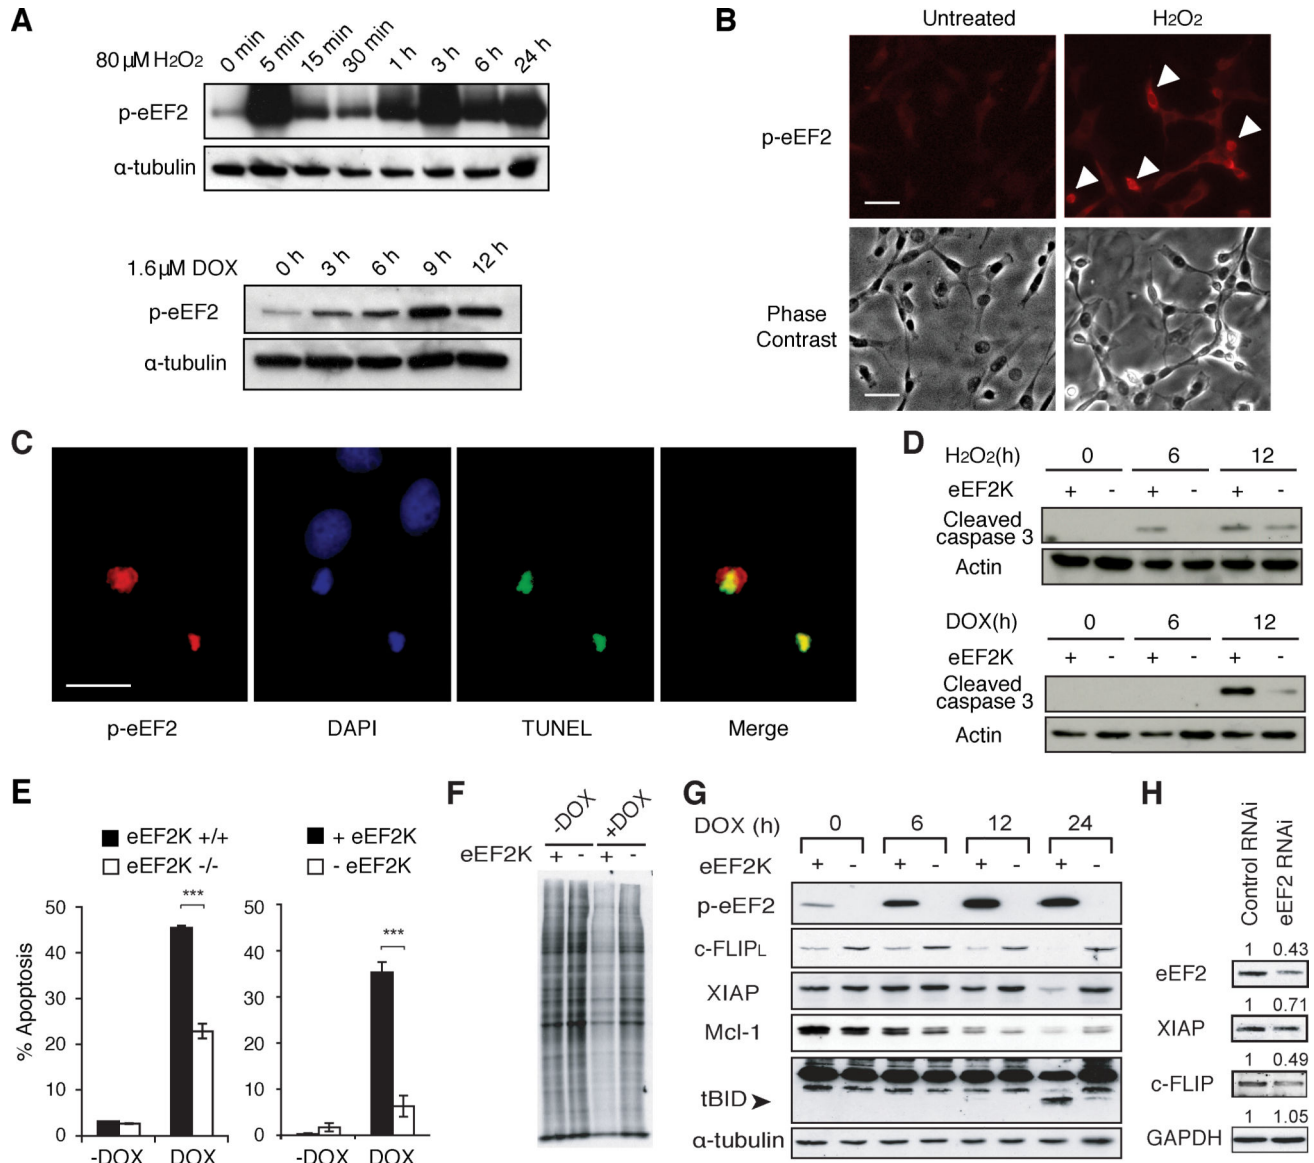 A
80 µM H2O2
0 min 5 min 15 min 30 min 1 h 3 h 6 h 24 h
p-eEF2
α-tubulin
1.6 µM DOX
0 h 3 h 6 h 9 h 12 h
p-eEF2
α-tubulin
B
Untreated H2O2
p-eEF2
Phase
Contrast
C
p-eEF2 DAPI TUNEL Merge
D
H2O2(h) 0 6 12
eEF2K + - + - + -
Cleaved
caspase 3
Actin
DOX(h) 0 6 12
eEF2K + - + - + -
Cleaved
caspase 3
Actin
E
eEF2K +/+
eEF2K -/-
% Apoptosis
50
40
30
20
10
0
***
-DOX DOX
+ eEF2K
- eEF2K
50
40
30
20
10
0
***
-DOX DOX
F
-DOX +DOX
eEF2K + - + -
G
DOX (h) 0 6 12 24
eEF2K + - + - + - + -
p-eEF2
c-FLIPL
XIAP
Mcl-1
tBID
α-tubulin
H
Control RNAi
eEF2 RNAi
1 0.43
eEF2
1 0.71
XIAP
1 0.49
c-FLIP
1 1.05
GAPDH